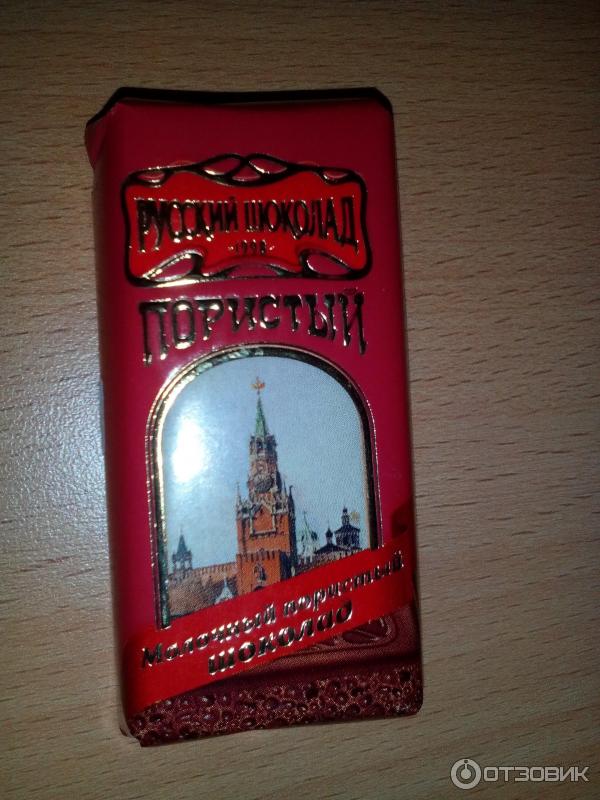 РУССКИЙ ШОКОЛАД
·1998·
ПОРИСТЫЙ
Молочный пористый
шоколад
ОТЗОВИК